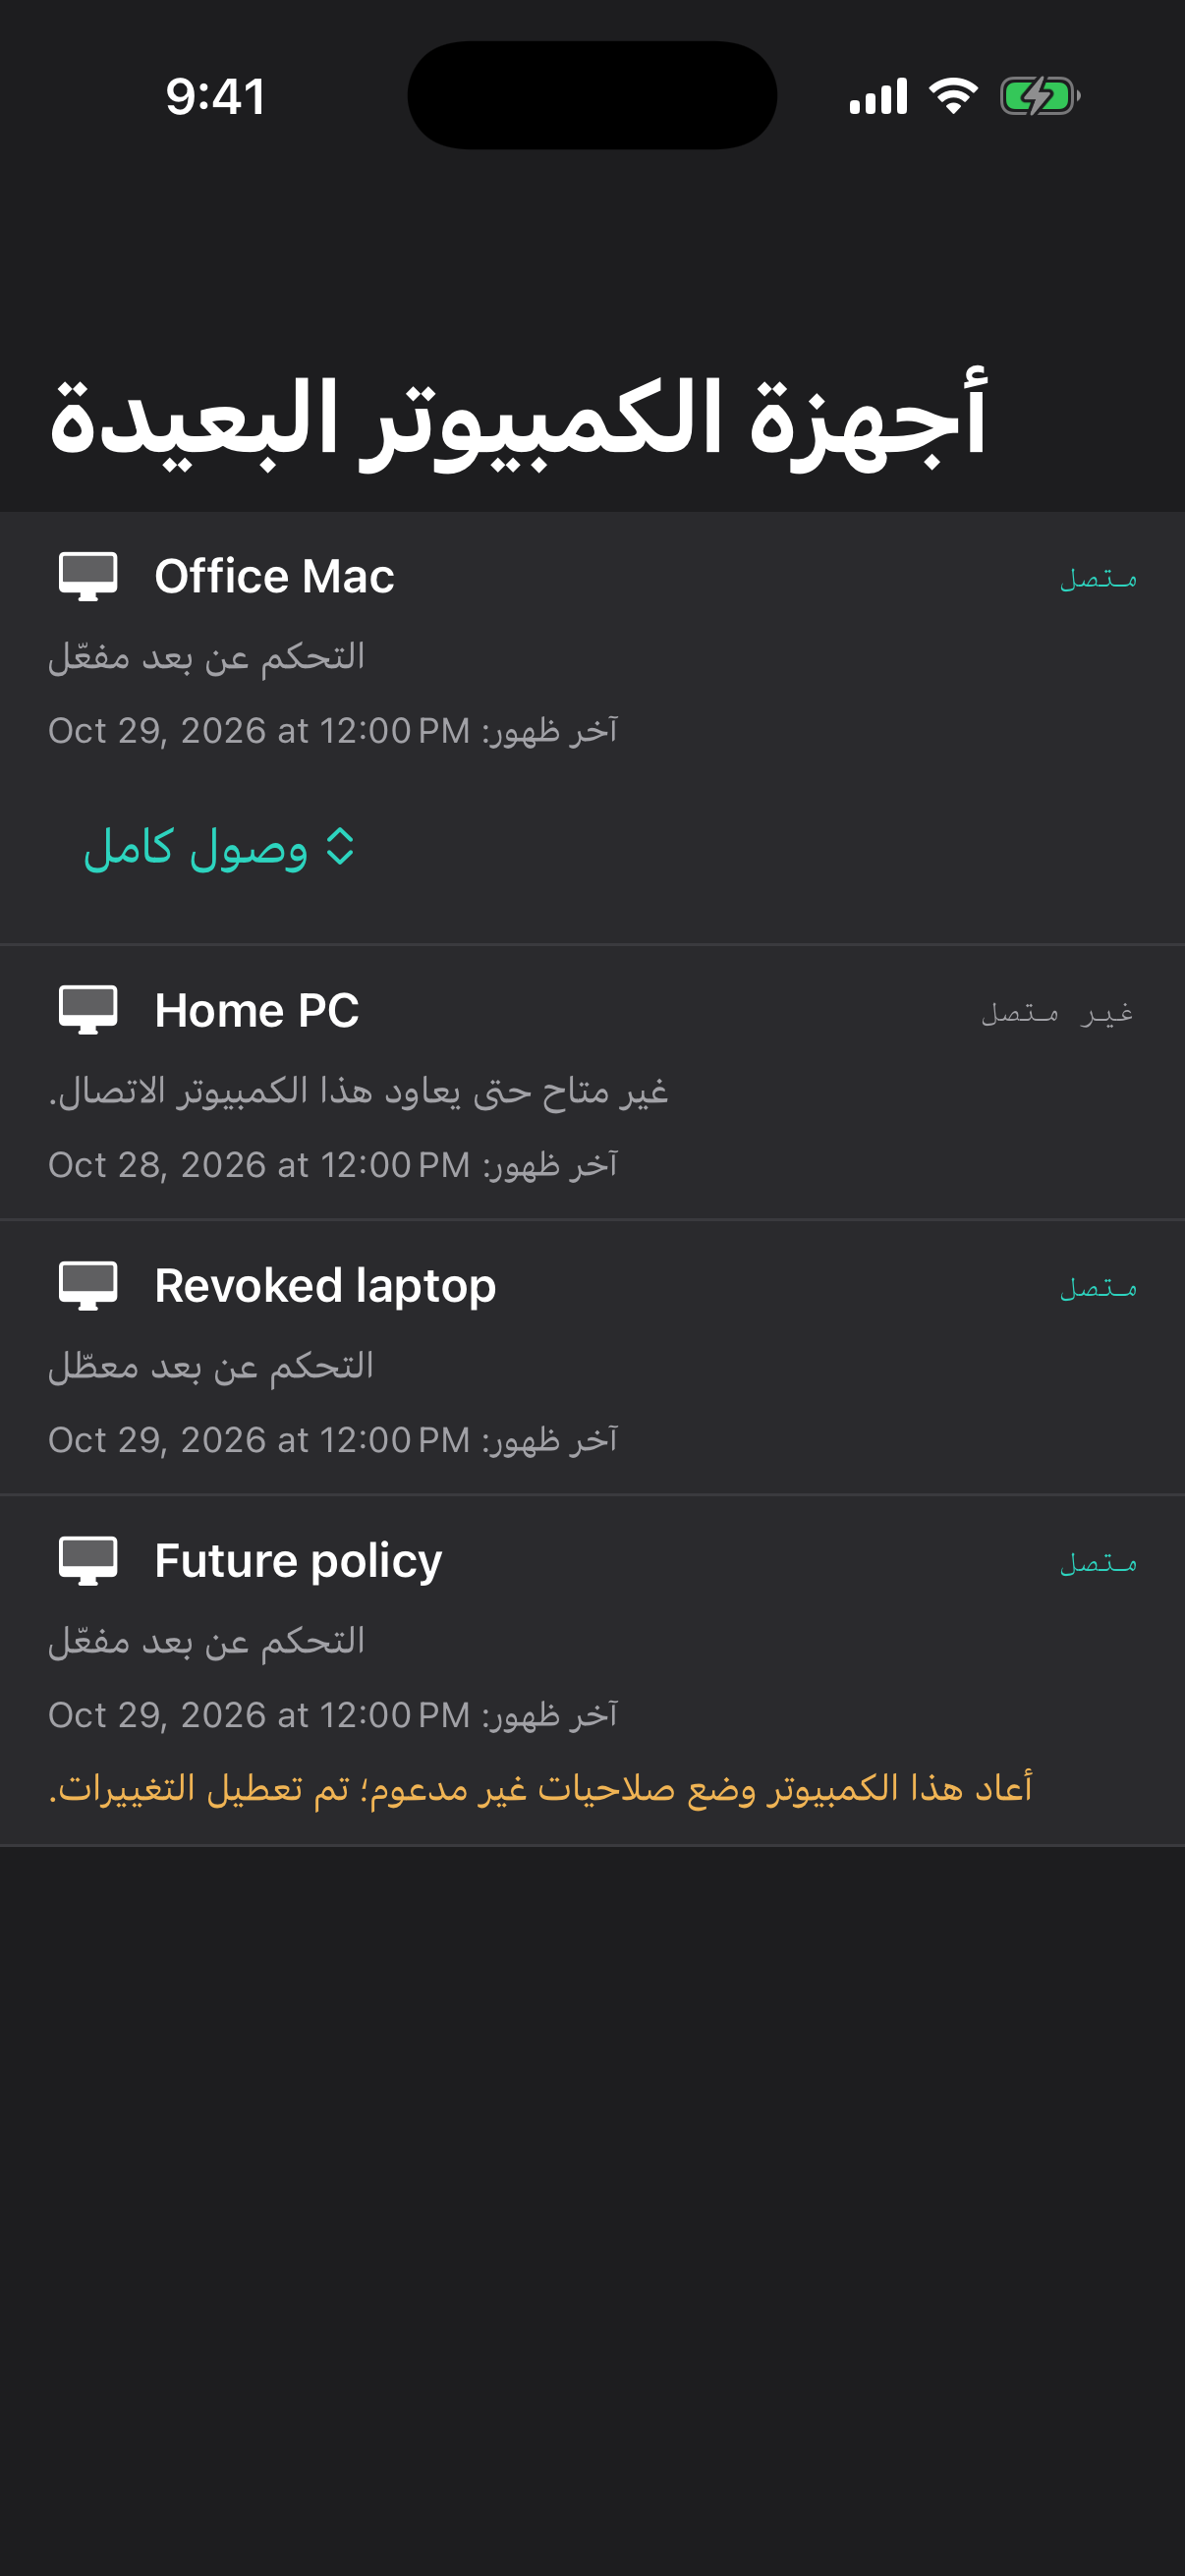 9:41
أجهزة الكمبيوتر البعيدة
Office Mac
متصل
التحكم عن بعد مفعّل
آخر ظهور: Oct 29, 2026 at 12:00 PM
وصول كامل
Home PC
غير متصل
غير متاح حتى يعاود هذا الكمبيوتر الاتصال.
آخر ظهور: Oct 28, 2026 at 12:00 PM
Revoked laptop
متصل
التحكم عن بعد معطّل
آخر ظهور: Oct 29, 2026 at 12:00 PM
Future policy
متصل
التحكم عن بعد مفعّل
آخر ظهور: Oct 29, 2026 at 12:00 PM
أعاد هذا الكمبيوتر وضع صلاحيات غير مدعوم؛ تم تعطيل التغييرات.